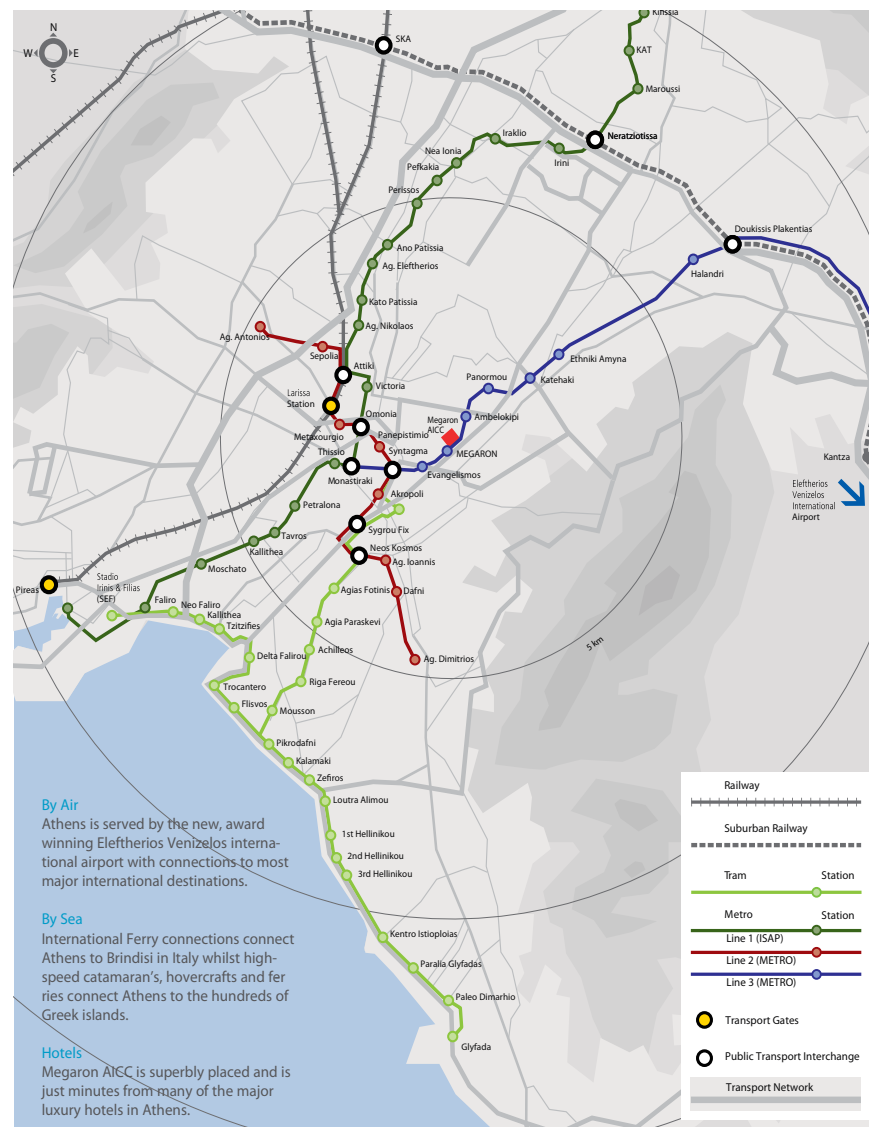 N
W
E
S
SKA
Kifissia
KAT
Maroussi
Neratziotissa
Iraklio
Irini
Nea Ionia
Pefkakia
Perissos
Doukissis Plakentias
Halandri
Ano Patissia
Ag. Eleftherios
Kato Patissia
Ag. Nikolaos
Ag. Antonios
Sepolia
Attiki
Victoria
Larissa
Station
Omonia
Metaxourgio
Panepistimio
Thissio
Syntagma
Monastiraki
Ethniki Amyna
Katehaki
Panormou
Ambelokipi
Megaron
AICC
MEGARON
Evangelismos
Kantza
Eleftherios
Venizelos
International
Airport
Akropoli
Petralona
Sygrou Fix
Tavros
Kallithea
Neos Kosmos
Ag. Ioannis
Moschato
Pireas
Stadio
Irinis & Filias
(SEF)
Faliro
Neo Faliro
Kallithea
Tzitzifies
Agias Fotinis
Dafni
Agia Paraskevi
Achilleos
Delta Falirou
Ag. Dimitrios
5 km
Riga Fereou
Trocantero
Flisvos
Mousson
Pikrodafni
Kalamaki
Zefiros
Loutra Alimou
1st Hellinikou
2nd Hellinikou
3rd Hellinikou
Kentro Istioploias
Paralia Glyfadas
Paleo Dimarhio
Glyfada
By Air
Athens is served by the new, award
winning Eleftherios Venizelos interna-
tional airport with connections to most
major international destinations.
By Sea
International Ferry connections connect
Athens to Brindisi in Italy whilst high-
speed catamaran's, hovercrafts and fer
ries connect Athens to the hundreds of
Greek islands.
Hotels
Megaron AICC is superbly placed and is
just minutes from many of the major
luxury hotels in Athens.
Railway
Suburban Railway
Tram Station
Metro Station
Line 1 (ISAP)
Line 2 (METRO)
Line 3 (METRO)
Transport Gates
Public Transport Interchange
Transport Network